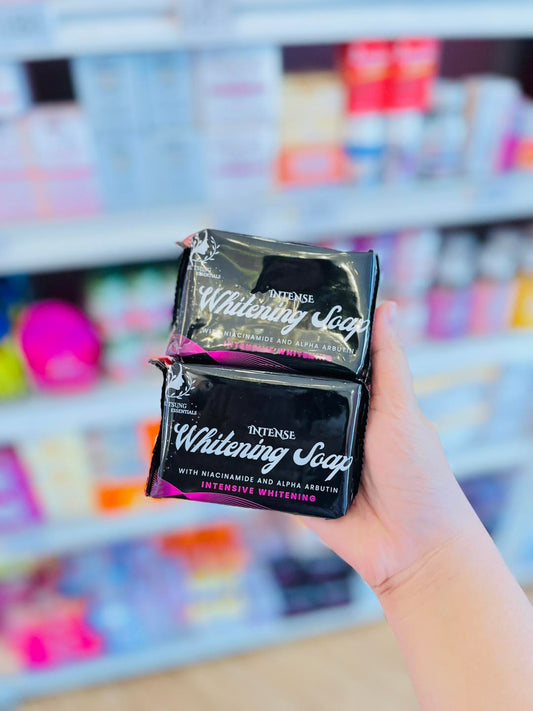 ESSENTIALS
INTENSE
Whitening Soap
WITH NIACINAMIDE AND ALPHA ARBUTIN
INTENSIVE WHITENING
TSUNG
ESSENTIALS
INTENSE
Whitening Soap
WITH NIACINAMIDE AND ALPHA ARBUTIN
INTENSIVE WHITENING